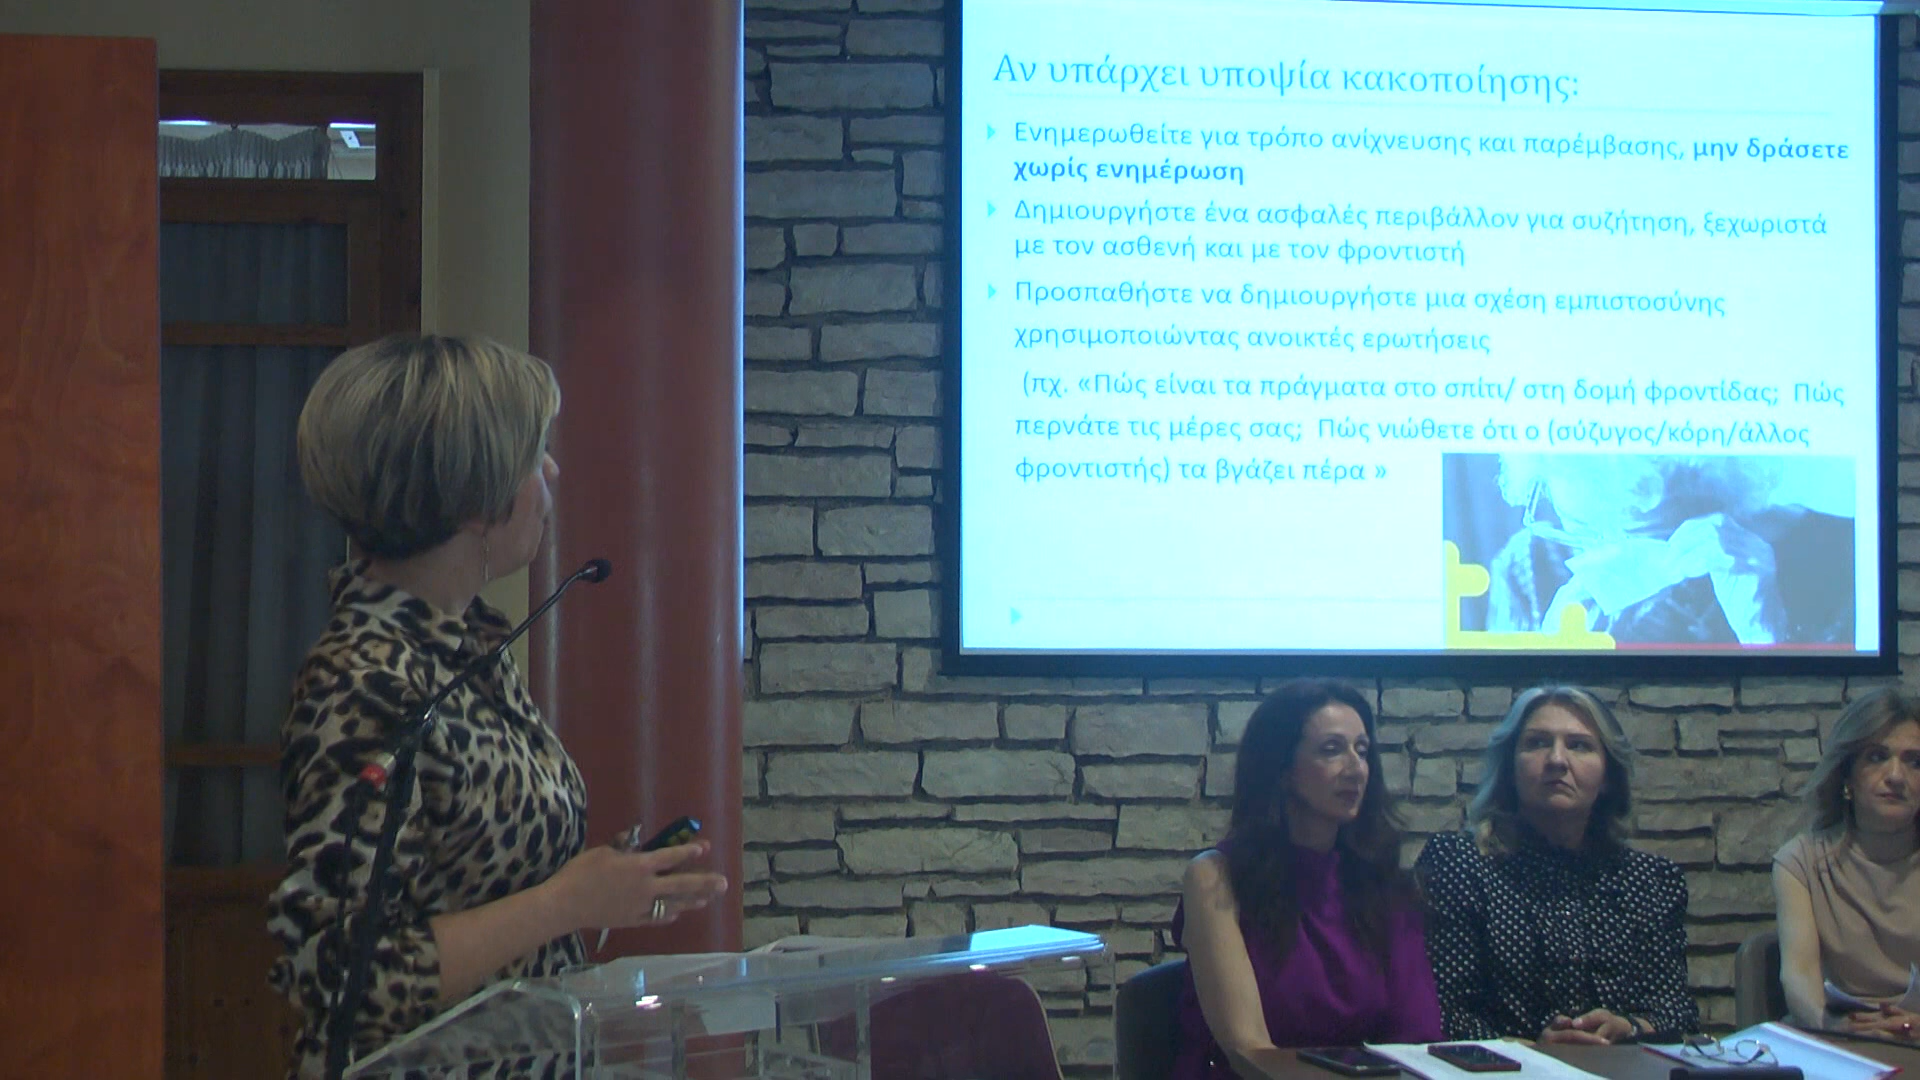 Αν υπάρχει υποψία κακοποίησης:
Ενημερωθείτε για τρόπο ανίχνευσης και παρέμβασης, μην δράσετε
χωρίς ενημέρωση
Δημιουργήστε ένα ασφαλές περιβάλλον για συζήτηση, ξεχωριστά
με τον ασθενή και με τον φροντιστή
Προσπαθήστε να δημιουργήστε μια σχέση εμπιστοσύνης
χρησιμοποιώντας ανοικτές ερωτήσεις
(πχ. «Πώς είναι τα πράγματα στο σπίτι/ στη δομή φροντίδας; Πώς
περνάτε τις μέρες σας; Πώς νιώθετε ότι ο (σύζυγος/κόρη/άλλος
φροντιστής) τα βγάζει πέρα »